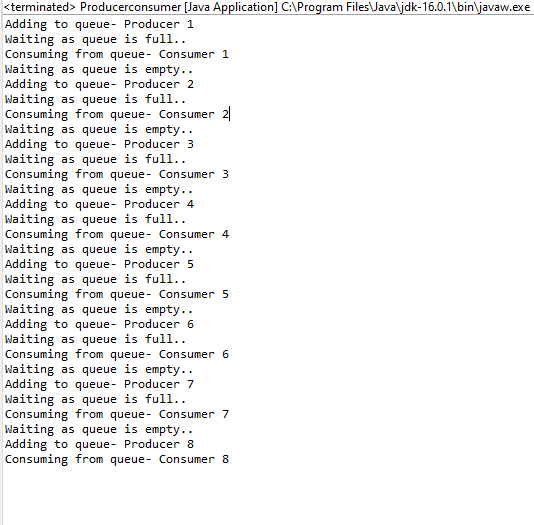 <terminated> Producerconsumer [Java Application] C:\Program Files\Java\jdk-16.0.1\bin\javaw.exe
Adding to queue- Producer 1
Waiting as queue is full..
Consuming from queue- Consumer 1
Waiting as queue is empty..
Adding to queue- Producer 2
Waiting as queue is full..
Consuming from queue- Consumer 2
Waiting as queue is empty..
Adding to queue- Producer 3
Waiting as queue is full..
Consuming from queue- Consumer 3
Waiting as queue is empty..
Adding to queue- Producer 4
Waiting as queue is full..
Consuming from queue- Consumer 4
Waiting as queue is empty..
Adding to queue- Producer 5
Waiting as queue is full..
Consuming from queue- Consumer 5
Waiting as queue is empty..
Adding to queue- Producer 6
Waiting as queue is full..
Consuming from queue- Consumer 6
Waiting as queue is empty..
Adding to queue- Producer 7
Waiting as queue is full..
Consuming from queue- Consumer 7
Waiting as queue is empty..
Adding to queue- Producer 8
Consuming from queue- Consumer 8